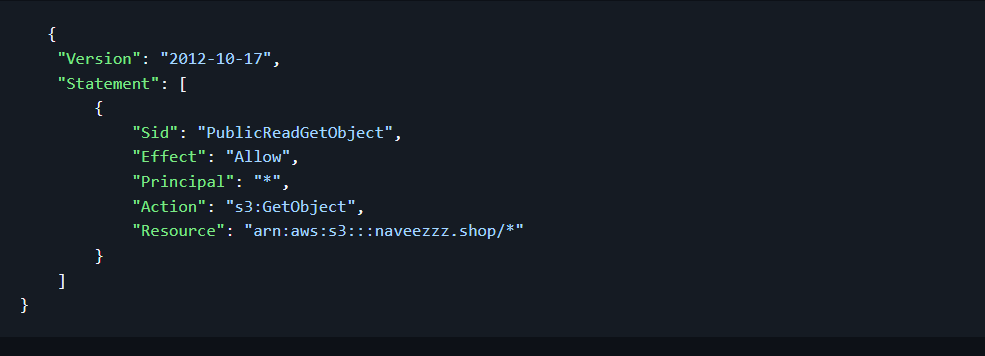 {
"Version": "2012-10-17",
"Statement": [
{
"Sid": "PublicReadGetObject",
"Effect": "Allow",
"Principal": "*",
"Action": "s3:GetObject",
"Resource": "arn:aws:s3:::naveezzz.shop/*"
}
]
}